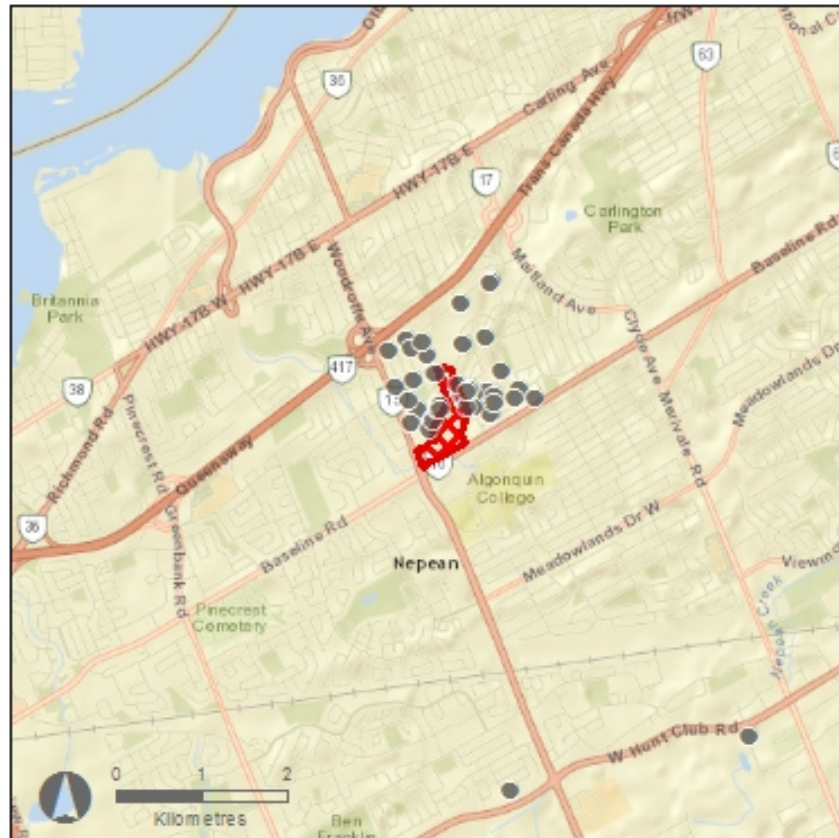 36
63
Carling Ave
HWY-17B E
Trans Canada Hwy
17
Carlington
Park
Baseline Rd
Woodroffe Ave
HWY-17B E
Maitland Ave
Britannia
Park
HWY-17B W
Clyde Ave
Merivale Rd
Meadowlands Dr
417
38
Richmond Rd
Pinecrest Rd
Queensway
Algonquin
College
36
Greenbank Rd
Baseline Rd
Meadowlands Dr W
Nepean
Pinecrest
Cemetery
Nepean Creek
W Hunt Club Rd
0 1 2
Kilometres
Ben
Franklin